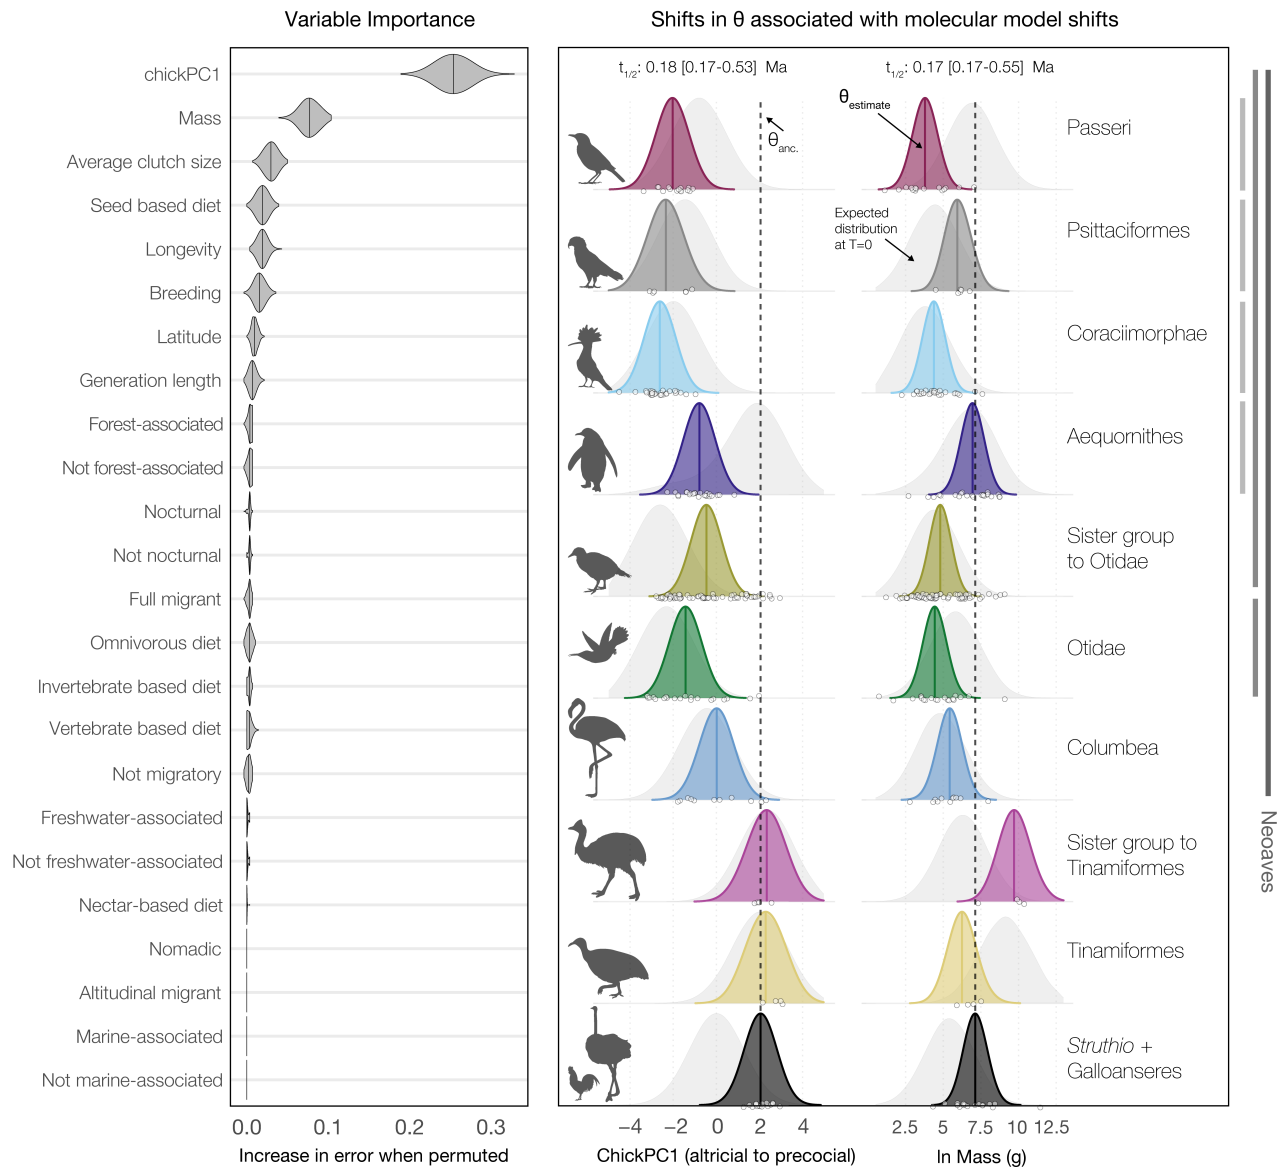 Variable Importance
chickPC1
Mass
Average clutch size
Seed based diet
Longevity
Breeding
Latitude
Generation length
Forest-associated
Not forest-associated
Nocturnal
Not nocturnal
Full migrant
Omnivorous diet
Invertebrate based diet
Vertebrate based diet
Not migratory
Freshwater-associated
Not freshwater-associated
Nectar-based diet
Nomadic
Altitudinal migrant
Marine-associated
Not marine-associated
0.0 0.1 0.2 0.3
Increase in error when permuted
Shifts in θ associated with molecular model shifts
t1/2: 0.18 [0.17-0.53] Ma
t1/2: 0.17 [0.17-0.55] Ma
θanc.
θestimate
Expected
distribution
at T=0
Passeri
Psittaciformes
Coraciimorphae
Aequornithes
Sister group
to Otidae
Otidae
Columbea
Sister group to
Tinamiformes
Tinamiformes
Struthio +
Galloanseres
−4 −2 0 2 4
ChickPC1 (altricial to precocial)
2.5 5 7.5 10 12.5
ln Mass (g)
Neoaves